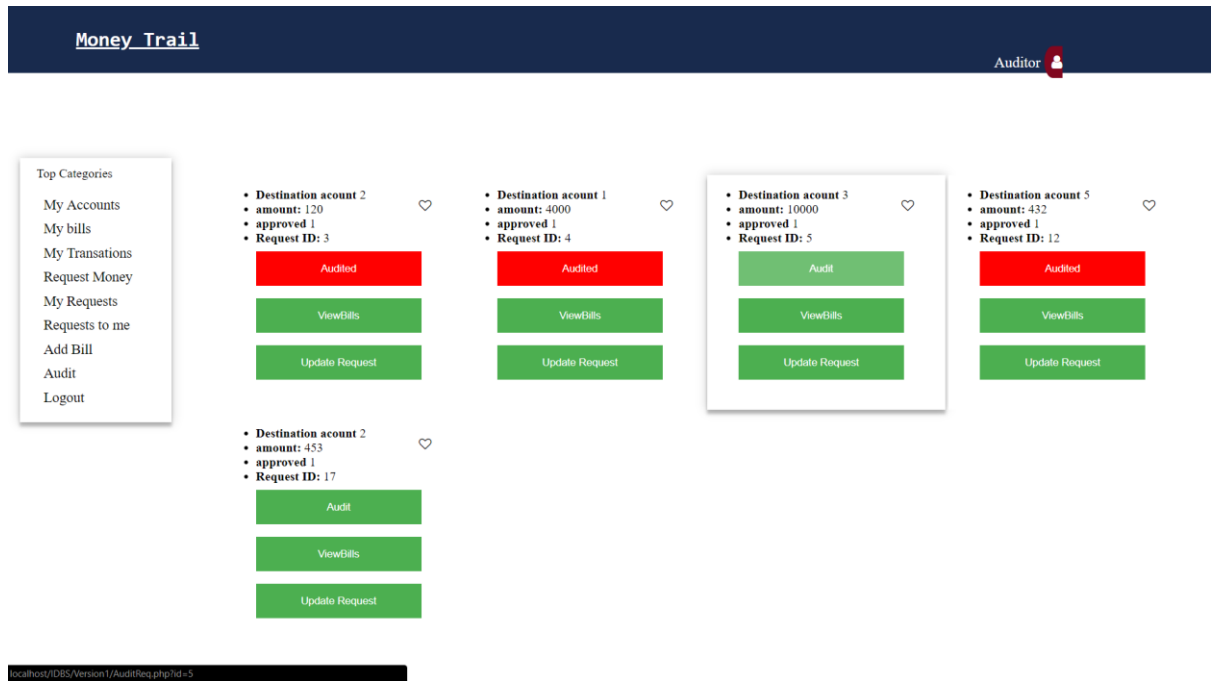 Money Trail
Auditor
Top Categories
My Accounts
My bills
My Transations
Request Money
My Requests
Requests to me
Add Bill
Audit
Logout
Destination acount 2
amount: 120
approved 1
Request ID: 3
Audited
ViewBills
Update Request
Destination acount 1
amount: 4000
approved 1
Request ID: 4
Audited
ViewBills
Update Request
Destination acount 3
amount: 10000
approved 1
Request ID: 5
Audit
ViewBills
Update Request
Destination acount 5
amount: 432
approved 1
Request ID: 12
Audited
ViewBills
Update Request
Destination acount 2
amount: 453
approved 1
Request ID: 17
Audit
ViewBills
Update Request
localhost/IDBS/Version1/AuditReq.php?id=5